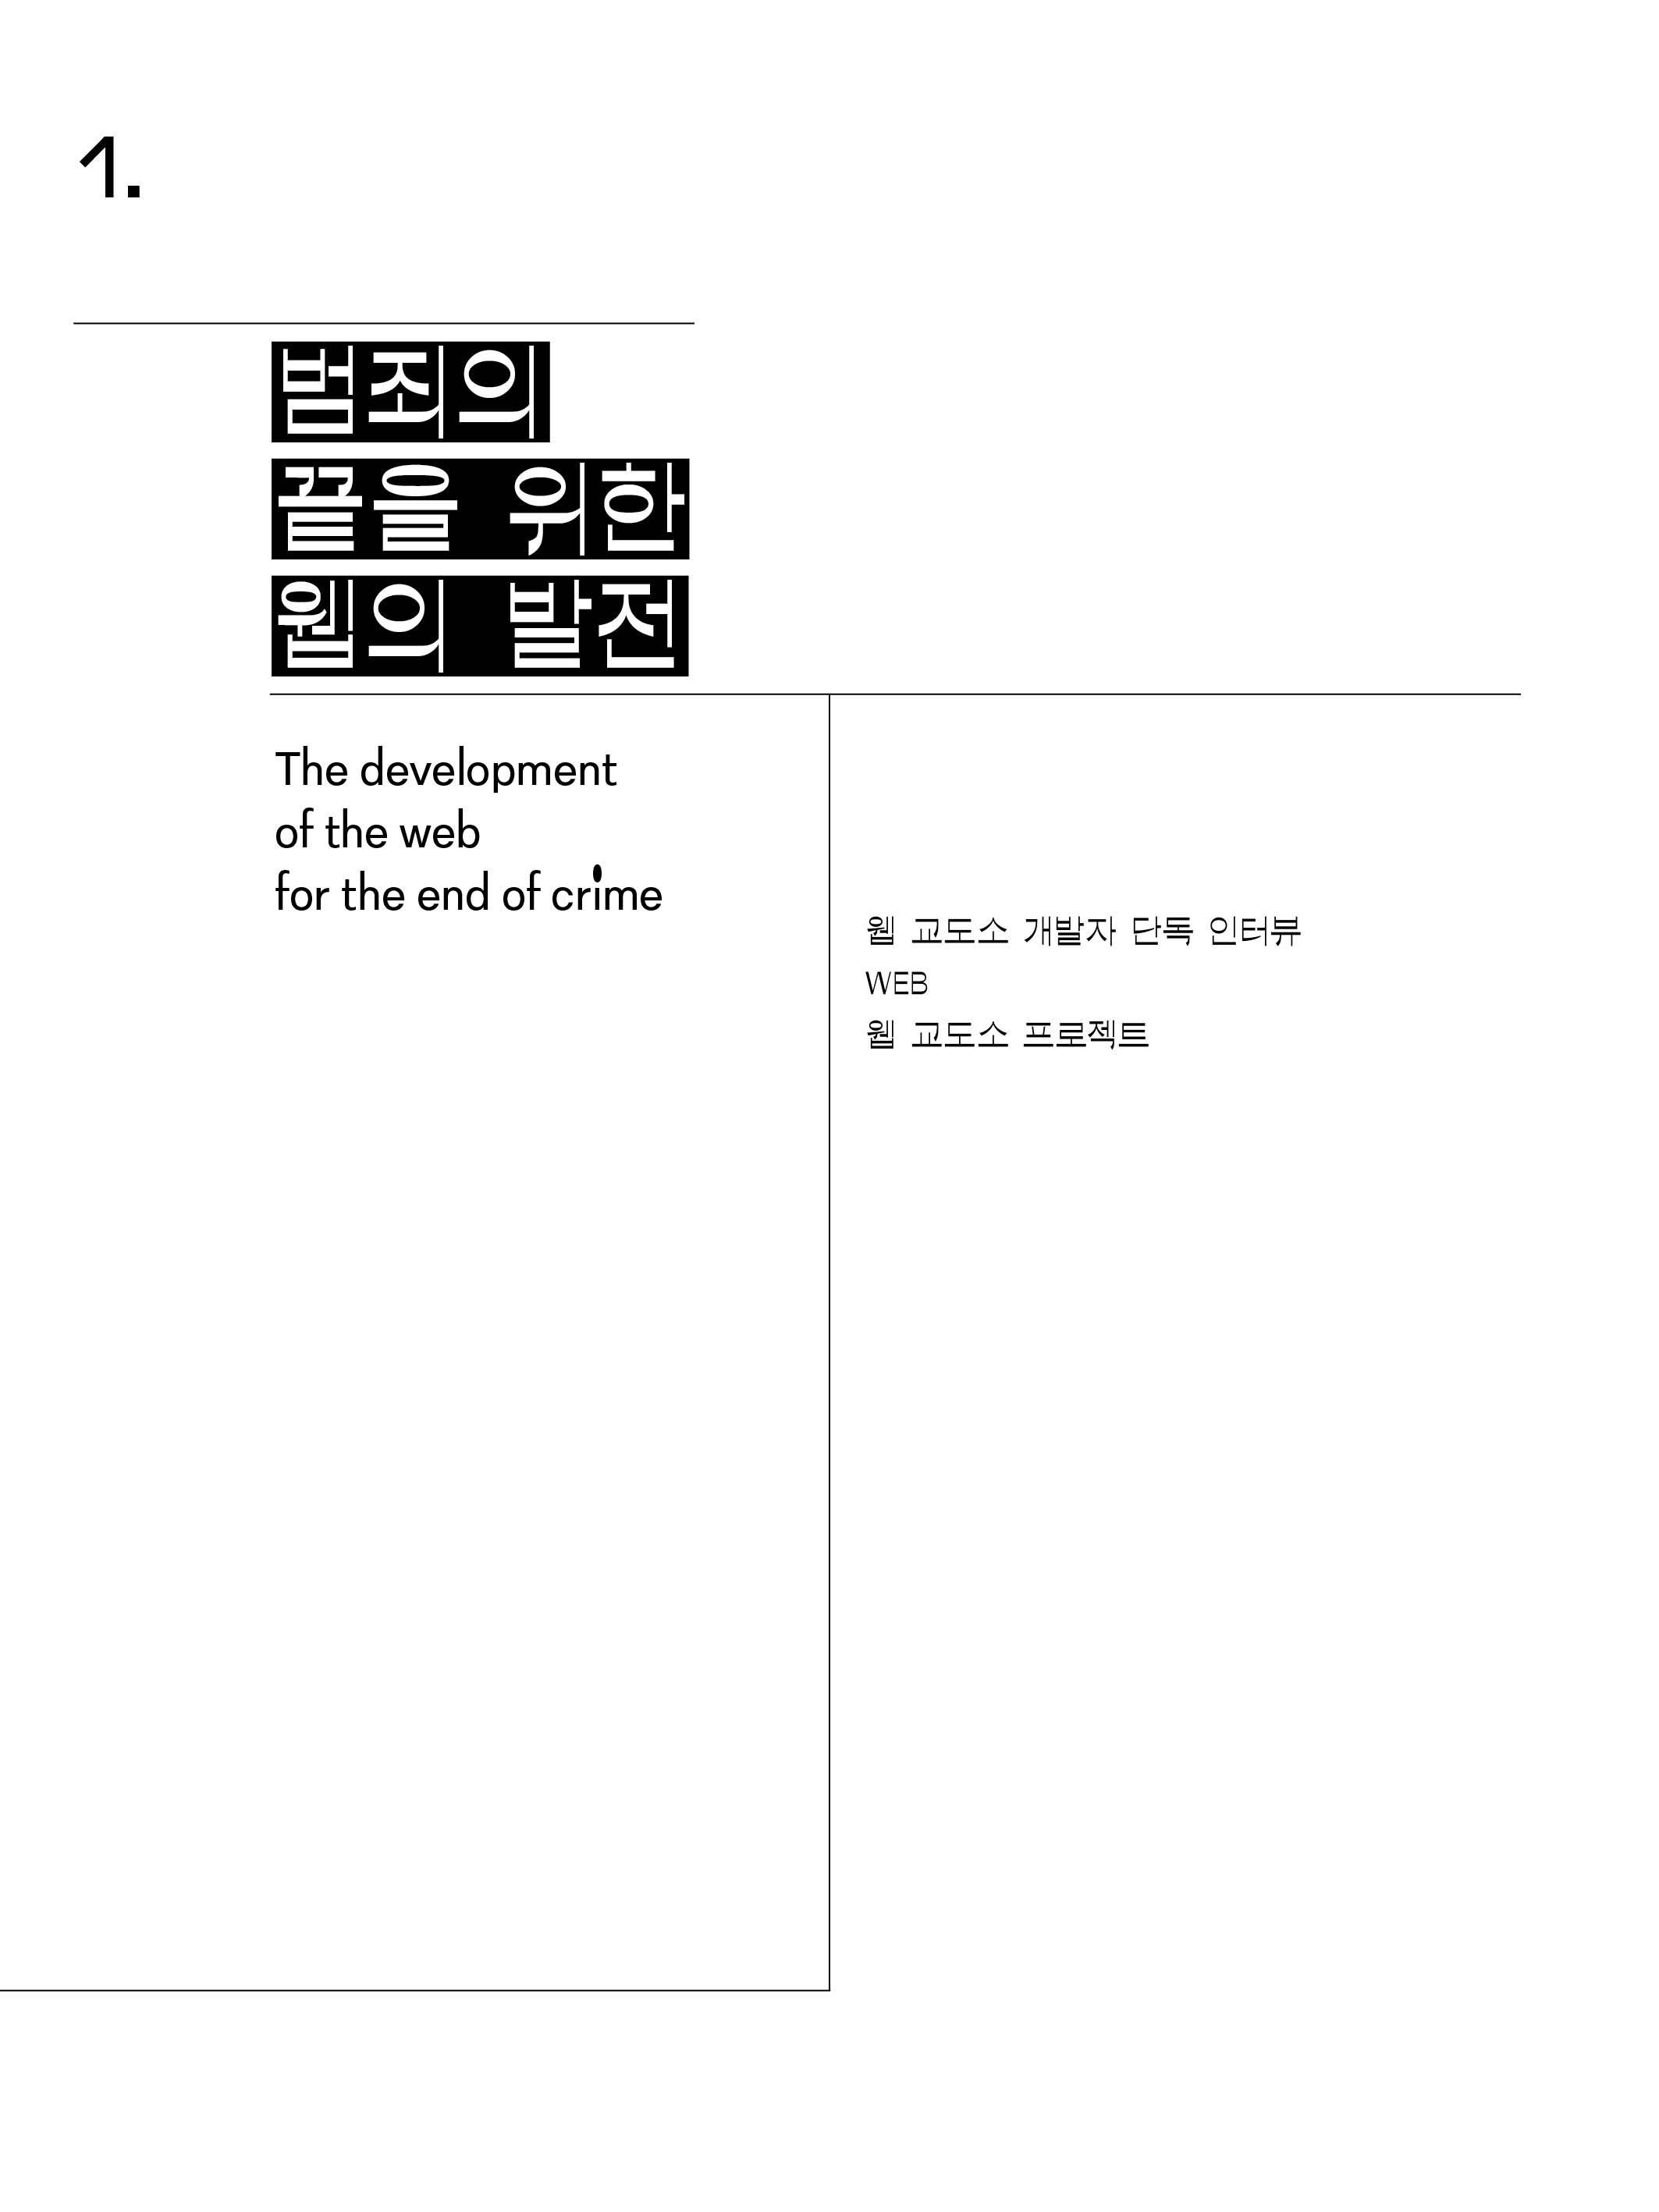 1.
범죄의
끝을 위한
웹의 발전
The development
of the web
for the end of crime
웹 교도소 개발자 단독 인터뷰
WEB
웹 교도소 프로젝트